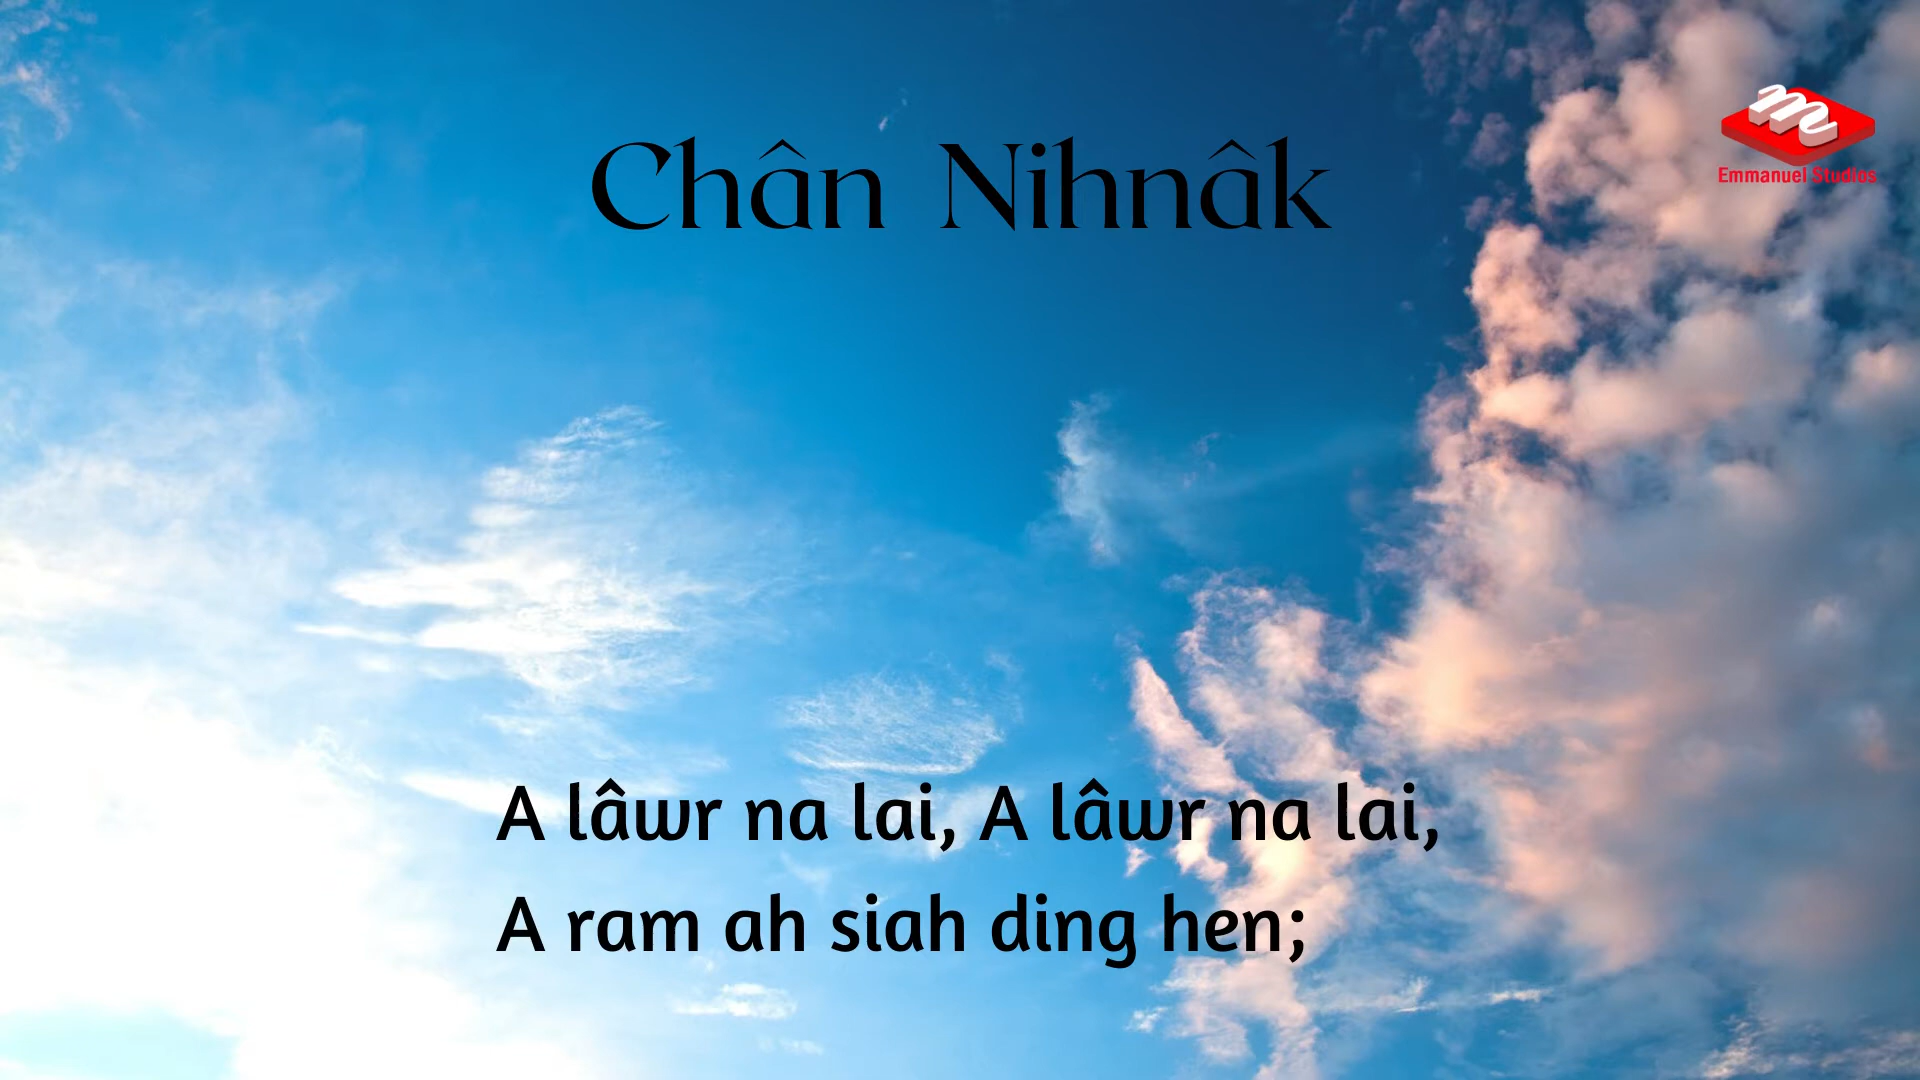 Chân Nihnâk
Emmanuel Studios
A lâwr na lai, A lâwr na lai,
A ram ah siah ding hen;